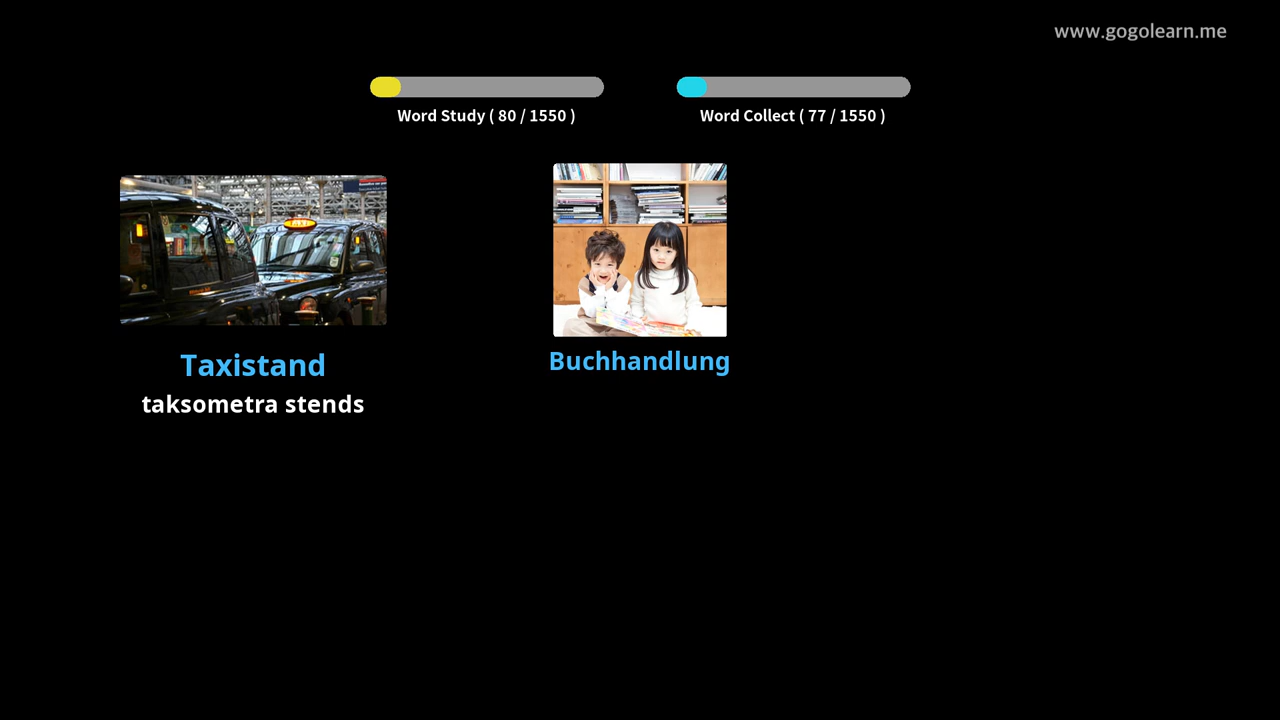 www.gogolearn.me
Word Study ( 80 / 1550 )
Word Collect ( 77 / 1550 )
Taxistand
taksometra stends
Buchhandlung